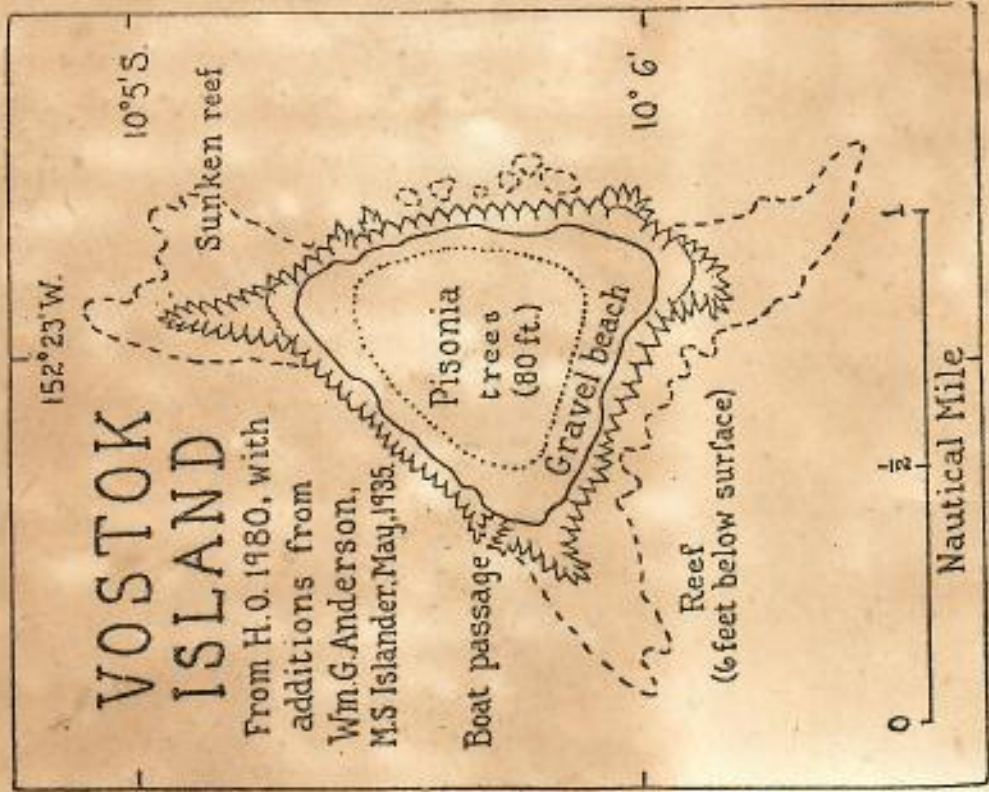 VOSTOK
ISLAND
From H.O. 1980, with
additions from
Wm.G.Anderson,
M.S Islander.May,1935.
152°23'W.
10°5'S.
Sunken reef
Pisonia
trees
(80 ft.)
Gravel beach
Boat passage
10° 6'
Reef
(6 feet below surface)
0
1/2
1
Nautical Mile